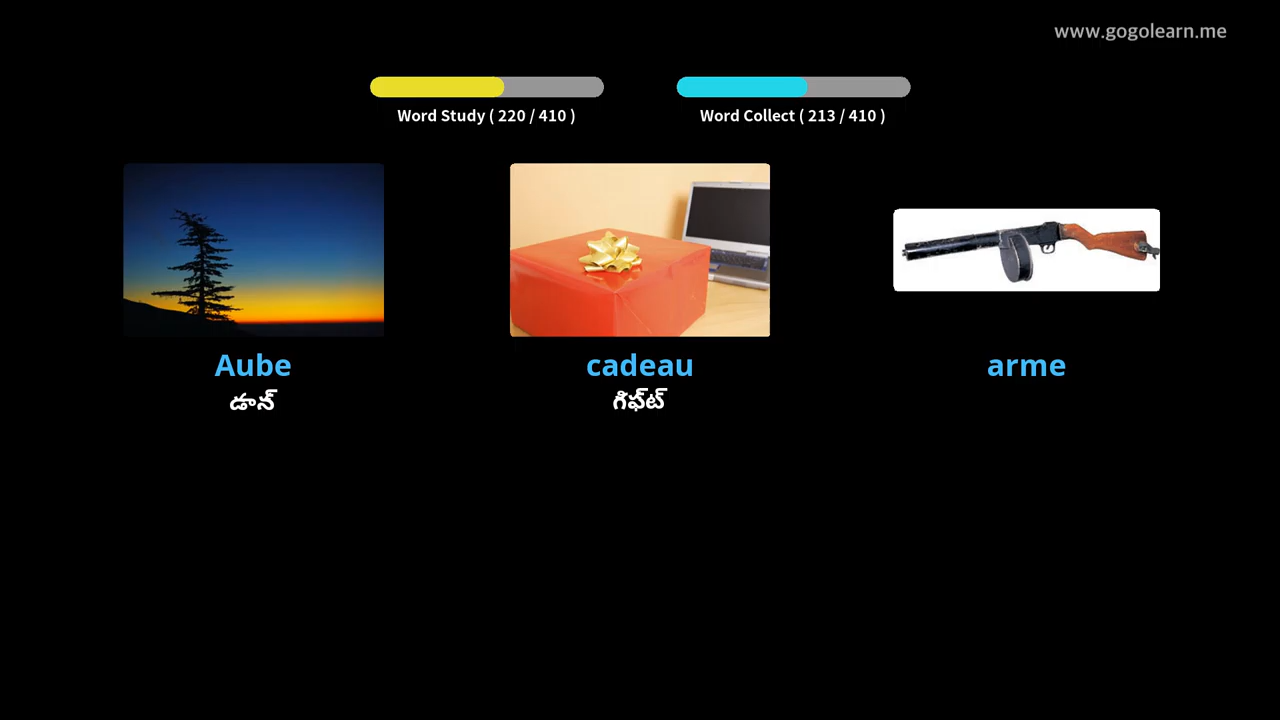 www.gogolearn.me
Word Study ( 220 / 410 )
Word Collect ( 213 / 410 )
Aube
cadeau
arme
డాన్
గిఫ్ట్